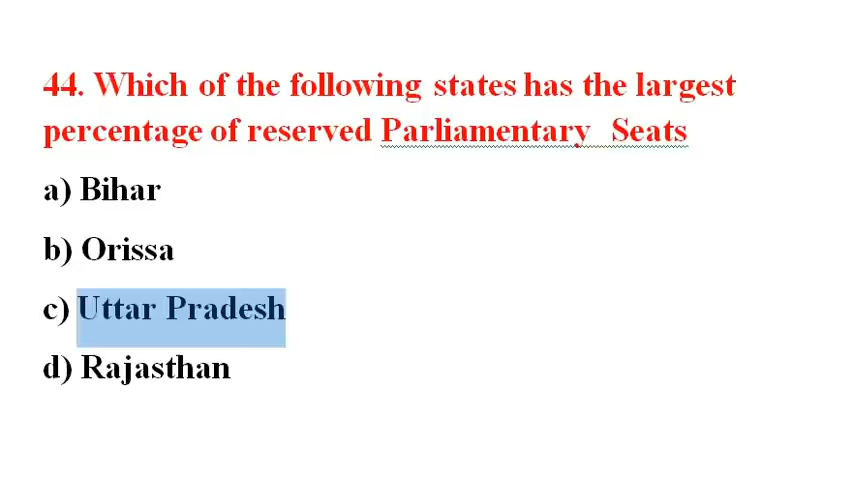 44. Which of the following states has the largest
percentage of reserved Parliamentary Seats
a) Bihar
b) Orissa
c) Uttar Pradesh
d) Rajasthan